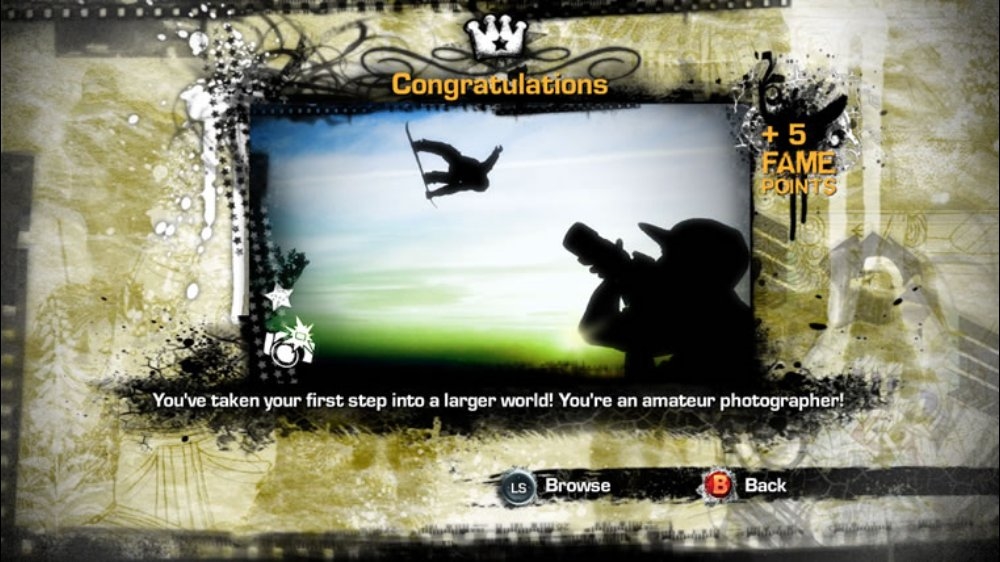 Congratulations
+ 5
FAME
POINTS
You've taken your first step into a larger world! You're an amateur photographer!
LS Browse
B Back